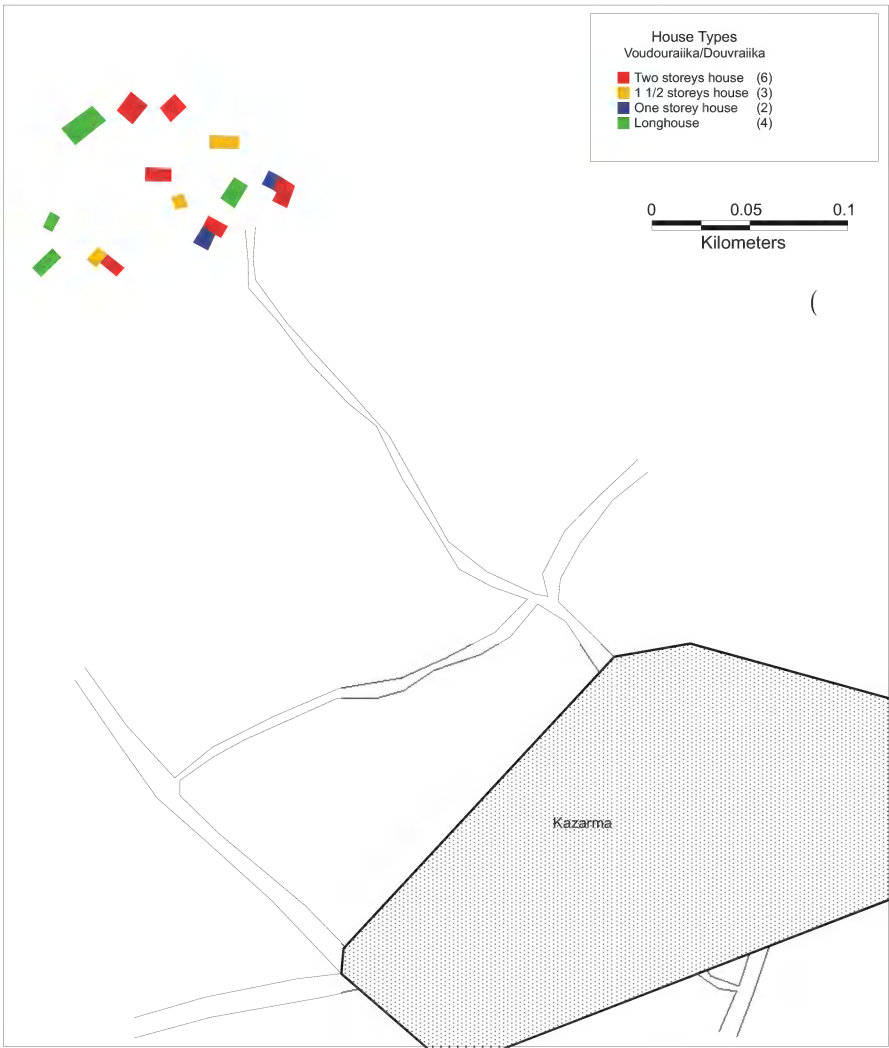 House Types
Voudouraiika/Douvraiika
Two storeys house (6)
1 1/2 storeys house (3)
One storey house (2)
Longhouse (4)
0 0.05 0.1
Kilometers
(
Kazarma